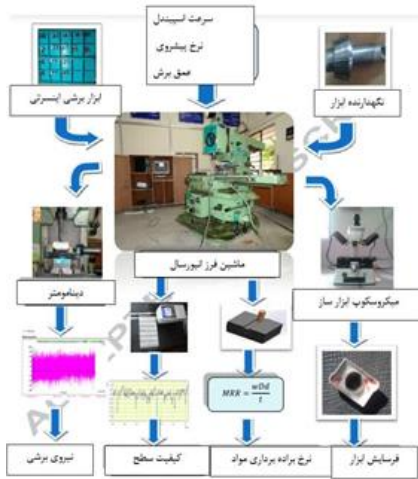 سرعت اسپیندل
نرخ پیشروی
عمق برش
ابزار برشی اینسرتی
نگهدارنده ابزار
ماشین فرز انیورسال
دینامومتر
میکروسکوپ ابزار ساز
MRR = wDd / t
نیروی برشی
کیفیت سطح
نرخ براده برداری مواد
فرسایش ابزار